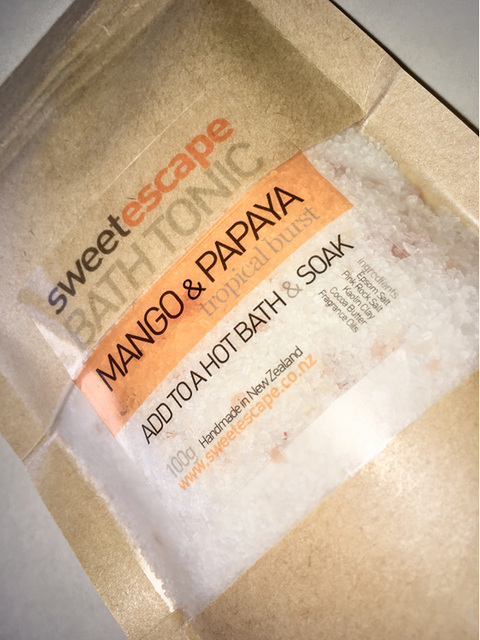 sweetescape
BATH TONIC
MANGO & PAPAYA
tropical burst
ADD TO A HOT BATH & SOAK
ingredients
Epsom Salt
Pink Rock Salt
Kaolin Clay
Cocoa Butter
Fragrance Oils
100g Handmade in New Zealand
www.sweetescape.co.nz